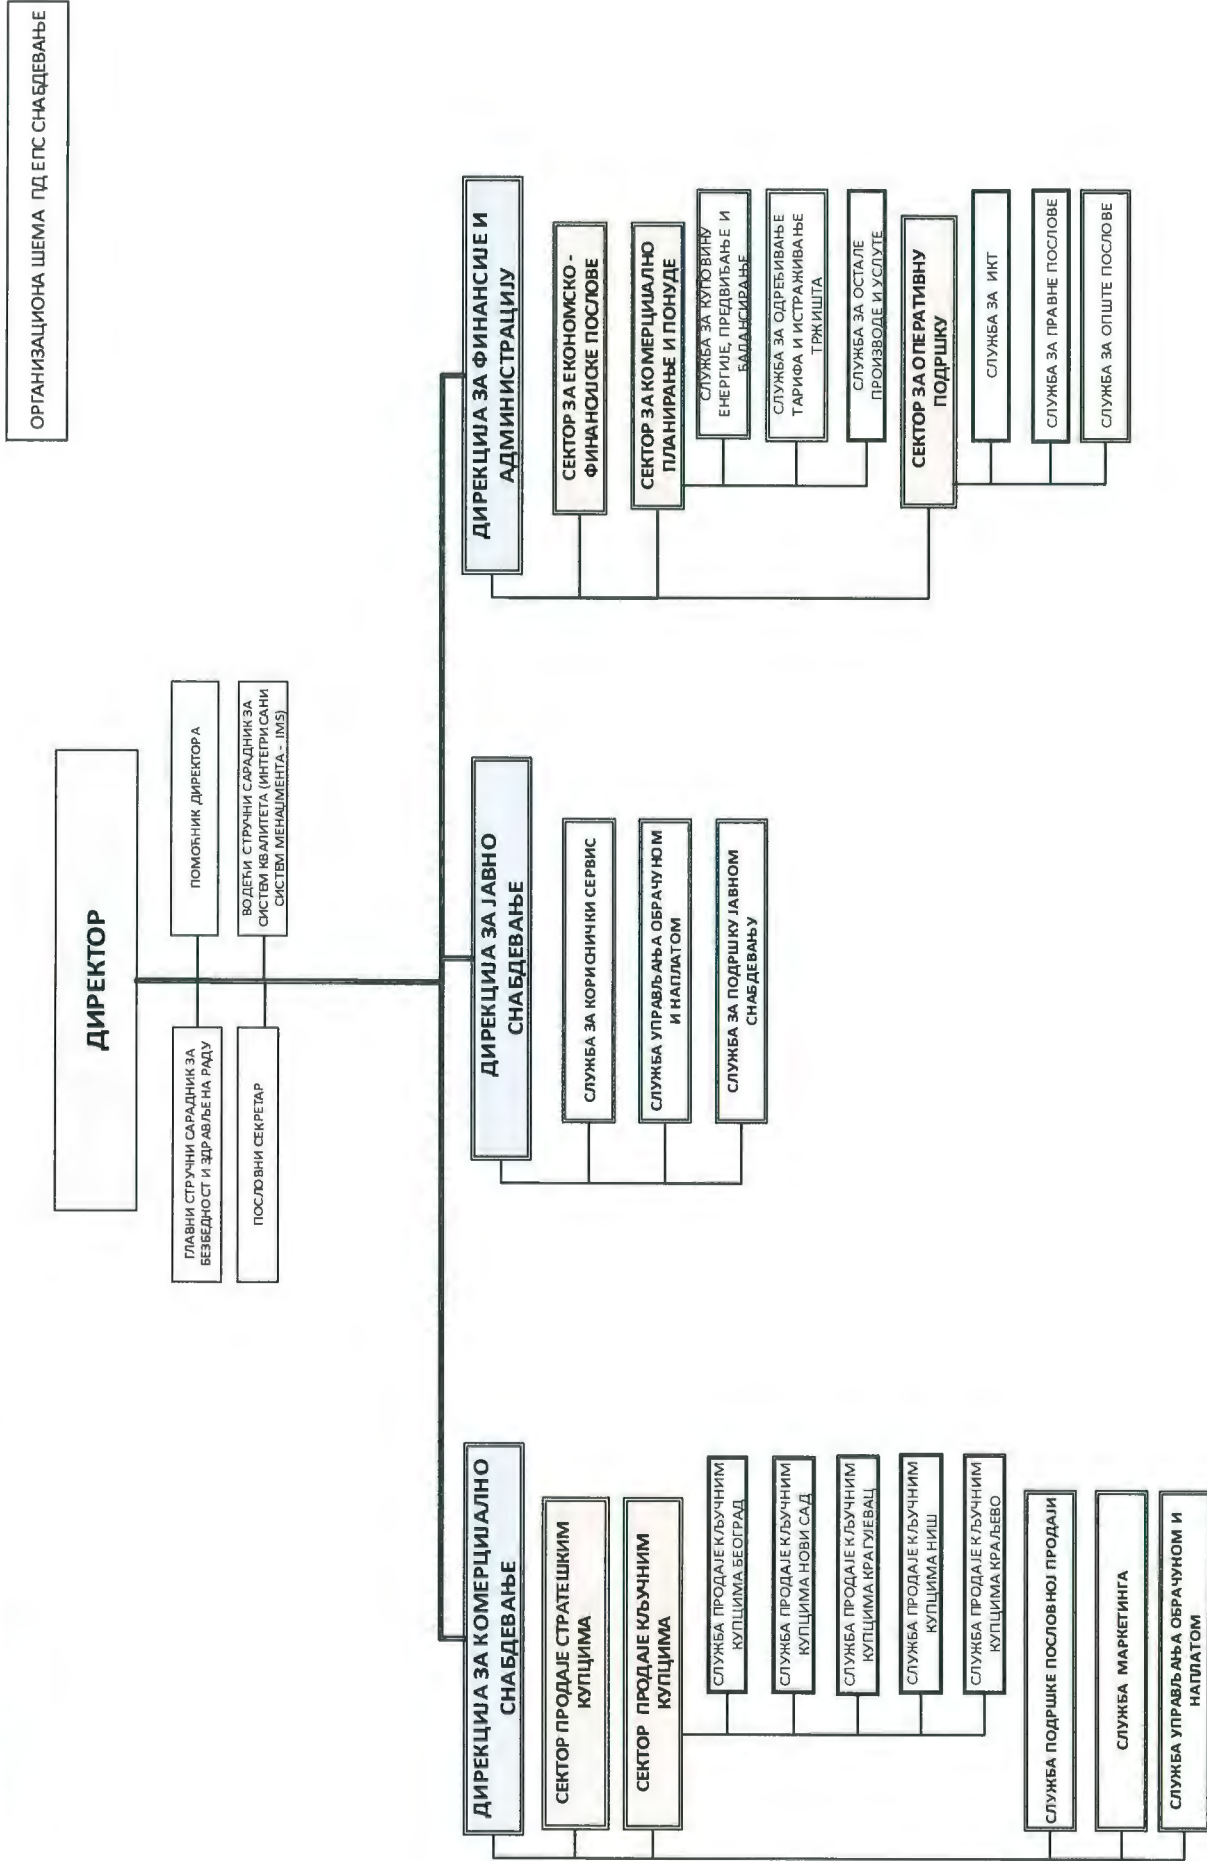 ОРГАНИЗАЦИОНА ШЕМА ПД ЕПС СНАБДЕВАЊЕ
ДИРЕКТОР
ГЛАВНИ СТРУЧНИ САРАДНИК ЗА
БЕЗБЕДНОСТ И ЗДРАВЉЕ НА РАДУ
ПОМОЋНИК ДИРЕКТОРА
ПОСЛОВНИ СЕКРЕТАР
ВОДЕЋИ СТРУЧНИ САРАДНИК ЗА
СИСТЕМ КВАЛИТЕТА (ИНТЕГРИСАНИ
СИСТЕМ МЕНАЏМЕНТА - IMS)
ДИРЕКЦИЈА ЗА КОМЕРЦИЈАЛНО
СНАБДЕВАЊЕ
СЕКТОР ПРОДАЈЕ СТРАТЕШКИМ
КУПЦИМА
СЕКТОР ПРОДАЈЕ КЉУЧНИМ
КУПЦИМА
СЛУЖБА ПРОДАЈЕ КЉУЧНИМ
КУПЦИМА БЕОГРАД
СЛУЖБА ПРОДАЈЕ КЉУЧНИМ
КУПЦИМА НОВИ САД
СЛУЖБА ПРОДАЈЕ КЉУЧНИМ
КУПЦИМА КРАГУЈЕВАЦ
СЛУЖБА ПРОДАЈЕ КЉУЧНИМ
КУПЦИМА НИШ
СЛУЖБА ПРОДАЈЕ КЉУЧНИМ
КУПЦИМА КРАЉЕВО
СЛУЖБА ПОДРШКЕ ПОСЛОВНОЈ ПРОДАЈИ
СЛУЖБА МАРКЕТИНГА
СЛУЖБА УПРАВЉАЊА ОБРАЧУНОМ И
НАПЛАТОМ
ДИРЕКЦИЈА ЗА ЈАВНО
СНАБДЕВАЊЕ
СЛУЖБА ЗА КОРИСНИЧКИ СЕРВИС
СЛУЖБА УПРАВЉАЊА ОБРАЧУНОМ
И НАПЛАТОМ
СЛУЖБА ЗА ПОДРШКУ ЈАВНОМ
СНАБДЕВАЊУ
ДИРЕКЦИЈА ЗА ФИНАНСИЈЕ И
АДМИНИСТРАЦИЈУ
СЕКТОР ЗА ЕКОНОМСКО -
ФИНАНСИЈСКЕ ПОСЛОВЕ
СЕКТОР ЗА КОМЕРЦИЈАЛНО
ПЛАНИРАЊЕ И ПОНУДЕ
СЛУЖБА ЗА КУПОВИНУ
ЕНЕРГИЈЕ, ПРЕДВИЂАЊЕ И
БАЛАНСИРАЊЕ
СЛУЖБА ЗА ОДРЕЂИВАЊЕ
ТАРИФА И ИСТРАЖИВАЊЕ
ТРЖИШТА
СЛУЖБА ЗА ОСТАЛЕ
ПРОИЗВОДЕ И УСЛУГЕ
СЕКТОР ЗА ОПЕРАТИВНУ
ПОДРШКУ
СЛУЖБА ЗА ИКТ
СЛУЖБА ЗА ПРАВНЕ ПОСЛОВЕ
СЛУЖБА ЗА ОПШТЕ ПОСЛОВЕ